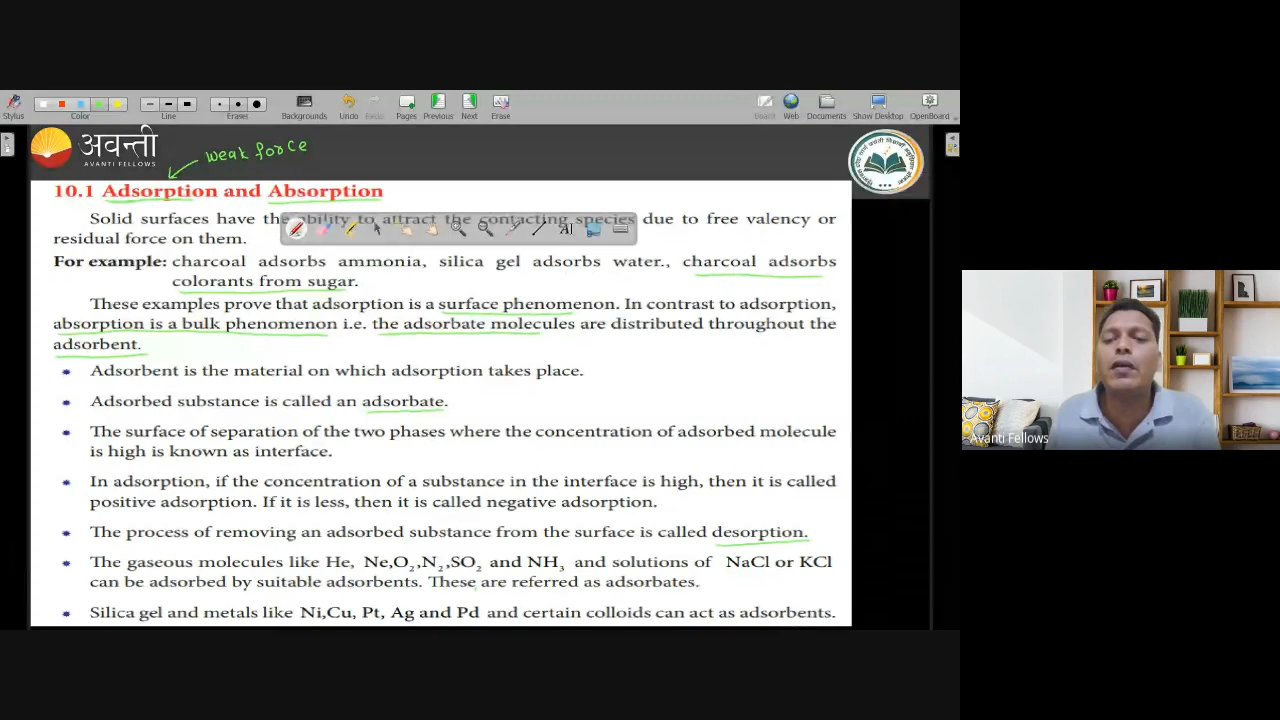 Stylus
Color
Line
Eraser
Backgrounds
Undo
Redo
Pages
Previous
Next
Erase
Board
Web
Documents
Show Desktop
OpenBoard
अवन्ती
AVANTI FELLOWS
weak force
10.1 Adsorption and Absorption
Solid surfaces have the ability to attract the contacting species due to free valency or
residual force on them.
For example: charcoal adsorbs ammonia, silica gel adsorbs water., charcoal adsorbs
colorants from sugar.
These examples prove that adsorption is a surface phenomenon. In contrast to adsorption,
absorption is a bulk phenomenon i.e. the adsorbate molecules are distributed throughout the
adsorbent.
Adsorbent is the material on which adsorption takes place.
Adsorbed substance is called an adsorbate.
The surface of separation of the two phases where the concentration of adsorbed molecule
is high is known as interface.
In adsorption, if the concentration of a substance in the interface is high, then it is called
positive adsorption. If it is less, then it is called negative adsorption.
The process of removing an adsorbed substance from the surface is called desorption.
The gaseous molecules like He, Ne,O₂,N₂,SO₂ and NH₃ and solutions of NaCl or KCl
can be adsorbed by suitable adsorbents. These are referred as adsorbates.
Silica gel and metals like Ni,Cu, Pt, Ag and Pd and certain colloids can act as adsorbents.
Avanti Fellows